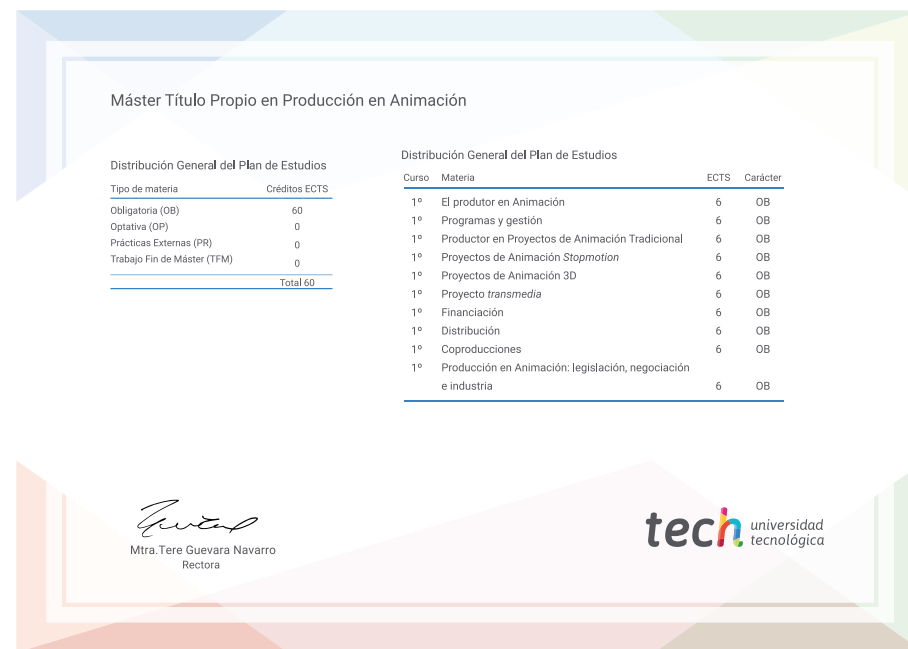 Máster Título Propio en Producción en Animación
Distribución General del Plan de Estudios
Tipo de materia Créditos ECTS
Obligatoria (OB) 60
Optativa (OP) 0
Prácticas Externas (PR) 0
Trabajo Fin de Máster (TFM) 0
Total 60
Distribución General del Plan de Estudios
Curso Materia ECTS Carácter
1º El produtor en Animación 6 OB
1º Programas y gestión 6 OB
1º Productor en Proyectos de Animación Tradicional 6 OB
1º Proyectos de Animación Stopmotion 6 OB
1º Proyectos de Animación 3D 6 OB
1º Proyecto transmedia 6 OB
1º Financiación 6 OB
1º Distribución 6 OB
1º Coproducciones 6 OB
1º Producción en Animación: legislación, negociación
e industria 6 OB
Mtra.Tere Guevara Navarro
Rectora
tech universidad
tecnológica